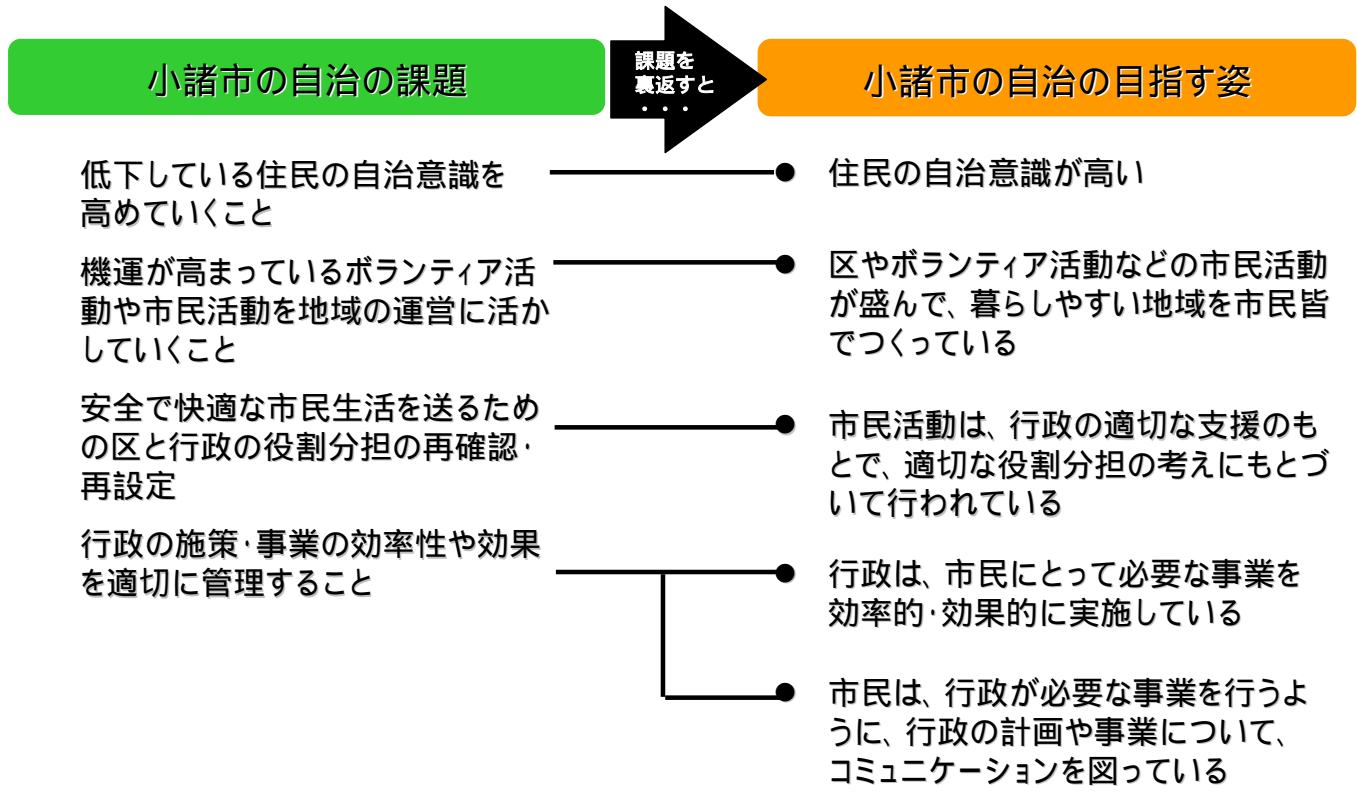 小諸市の自治の課題
課題を
裏返すと
・・・
小諸市の自治の目指す姿
低下している住民の自治意識を
高めていくこと
機運が高まっているボランティア活
動や市民活動を地域の運営に活か
していくこと
安全で快適な市民生活を送るため
の区と行政の役割分担の再確認・
再設定
行政の施策・事業の効率性や効果
を適切に管理すること
住民の自治意識が高い
区やボランティア活動などの市民活動
が盛んで、暮らしやすい地域を市民皆
でつくっている
市民活動は、行政の適切な支援のも
とで、適切な役割分担の考えにもとづ
いて行われている
行政は、市民にとって必要な事業を
効率的・効果的に実施している
市民は、行政が必要な事業を行うよ
うに、行政の計画や事業について、
コミュニケーションを図っている